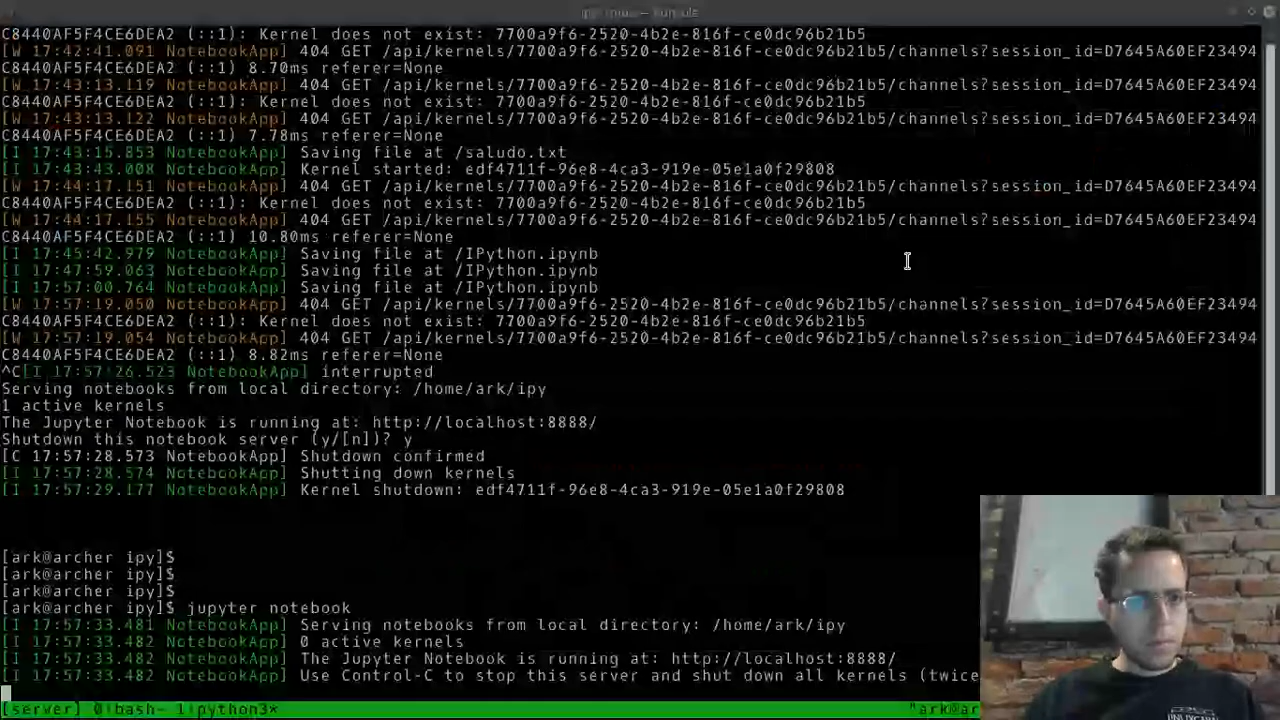 C8440AF5F4CE6DEA2 (::1): Kernel does not exist: 7700a9f6-2520-4b2e-816f-ce0dc96b21b5
[W 17:42:41.091 NotebookApp] 404 GET /api/kernels/7700a9f6-2520-4b2e-816f-ce0dc96b21b5/channels?session_id=D7645A60EF23494
C8440AF5F4CE6DEA2 (::1) 8.70ms referer=None
[W 17:43:13.119 NotebookApp] 404 GET /api/kernels/7700a9f6-2520-4b2e-816f-ce0dc96b21b5/channels?session_id=D7645A60EF23494
C8440AF5F4CE6DEA2 (::1): Kernel does not exist: 7700a9f6-2520-4b2e-816f-ce0dc96b21b5
[W 17:43:13.122 NotebookApp] 404 GET /api/kernels/7700a9f6-2520-4b2e-816f-ce0dc96b21b5/channels?session_id=D7645A60EF23494
C8440AF5F4CE6DEA2 (::1) 7.78ms referer=None
[I 17:43:15.853 NotebookApp] Saving file at /saludo.txt
[I 17:43:43.008 NotebookApp] Kernel started: edf4711f-96e8-4ca3-919e-05e1a0f29808
[W 17:44:17.151 NotebookApp] 404 GET /api/kernels/7700a9f6-2520-4b2e-816f-ce0dc96b21b5/channels?session_id=D7645A60EF23494
C8440AF5F4CE6DEA2 (::1): Kernel does not exist: 7700a9f6-2520-4b2e-816f-ce0dc96b21b5
[W 17:44:17.155 NotebookApp] 404 GET /api/kernels/7700a9f6-2520-4b2e-816f-ce0dc96b21b5/channels?session_id=D7645A60EF23494
C8440AF5F4CE6DEA2 (::1) 10.80ms referer=None
[I 17:45:42.979 NotebookApp] Saving file at /IPython.ipynb
[I 17:47:59.063 NotebookApp] Saving file at /IPython.ipynb
[I 17:57:00.764 NotebookApp] Saving file at /IPython.ipynb
[W 17:57:19.050 NotebookApp] 404 GET /api/kernels/7700a9f6-2520-4b2e-816f-ce0dc96b21b5/channels?session_id=D7645A60EF23494
C8440AF5F4CE6DEA2 (::1): Kernel does not exist: 7700a9f6-2520-4b2e-816f-ce0dc96b21b5
[W 17:57:19.054 NotebookApp] 404 GET /api/kernels/7700a9f6-2520-4b2e-816f-ce0dc96b21b5/channels?session_id=D7645A60EF23494
C8440AF5F4CE6DEA2 (::1) 8.82ms referer=None
^C[I 17:57:26.523 NotebookApp] interrupted
Serving notebooks from local directory: /home/ark/ipy
1 active kernels
The Jupyter Notebook is running at: http://localhost:8888/
Shutdown this notebook server (y/[n])? y
[C 17:57:28.573 NotebookApp] Shutdown confirmed
[I 17:57:28.574 NotebookApp] Shutting down kernels
[I 17:57:29.177 NotebookApp] Kernel shutdown: edf4711f-96e8-4ca3-919e-05e1a0f29808
[ark@archer ipy]$
[ark@archer ipy]$
[ark@archer ipy]$
[ark@archer ipy]$ jupyter notebook
[I 17:57:33.481 NotebookApp] Serving notebooks from local directory: /home/ark/ipy
[I 17:57:33.482 NotebookApp] 0 active kernels
[I 17:57:33.482 NotebookApp] The Jupyter Notebook is running at: http://localhost:8888/
[I 17:57:33.482 NotebookApp] Use Control-C to stop this server and shut down all kernels (twice
[server] 0:bash- 1:python3* "ark@ar